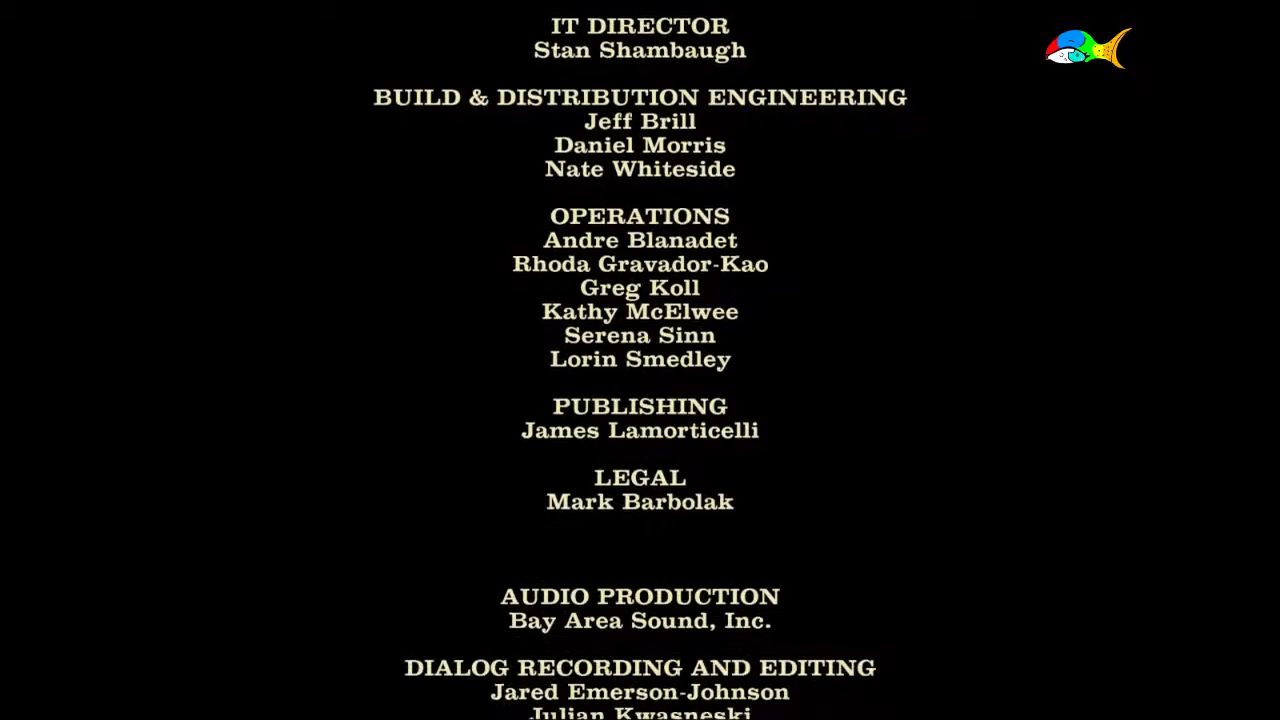 IT DIRECTOR
Stan Shambaugh
BUILD & DISTRIBUTION ENGINEERING
Jeff Brill
Daniel Morris
Nate Whiteside
OPERATIONS
Andre Blanadet
Rhoda Gravador-Kao
Greg Koll
Kathy McElwee
Serena Sinn
Lorin Smedley
PUBLISHING
James Lamorticelli
LEGAL
Mark Barbolak
AUDIO PRODUCTION
Bay Area Sound, Inc.
DIALOG RECORDING AND EDITING
Jared Emerson-Johnson
Julian Kwasneski